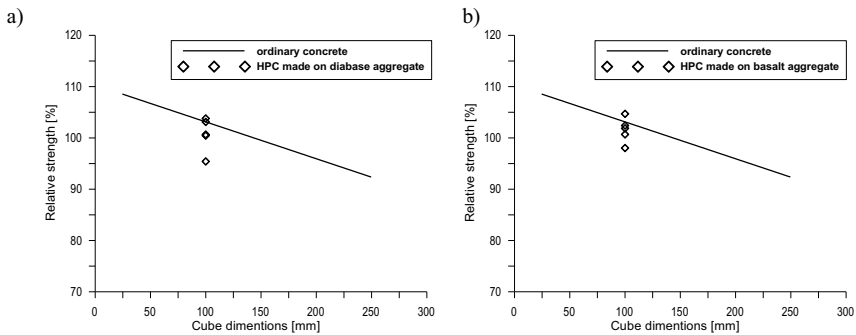 a)
120
110
100
90
80
70
0 50 100 150 200 250 300
Relative strength [%]
Cube dimentions [mm]
ordinary concrete
HPC made on diabase aggregate
b)
120
110
100
90
80
70
0 50 100 150 200 250 300
Relative strength [%]
Cube dimentions [mm]
ordinary concrete
HPC made on basalt aggregate